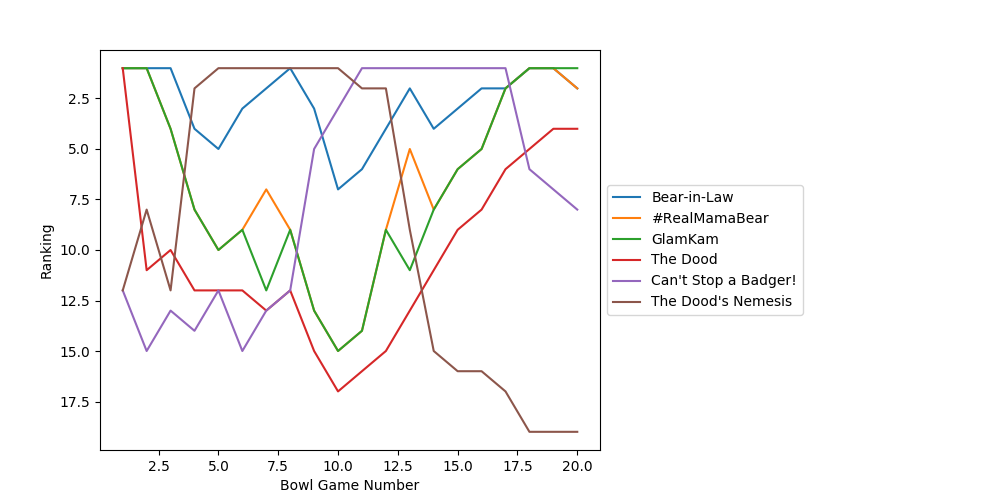 2.5
5.0
7.5
10.0
12.5
15.0
17.5
Ranking
2.5 5.0 7.5 10.0 12.5 15.0 17.5 20.0
Bowl Game Number
Bear-in-Law
#RealMamaBear
GlamKam
The Dood
Can't Stop a Badger!
The Dood's Nemesis